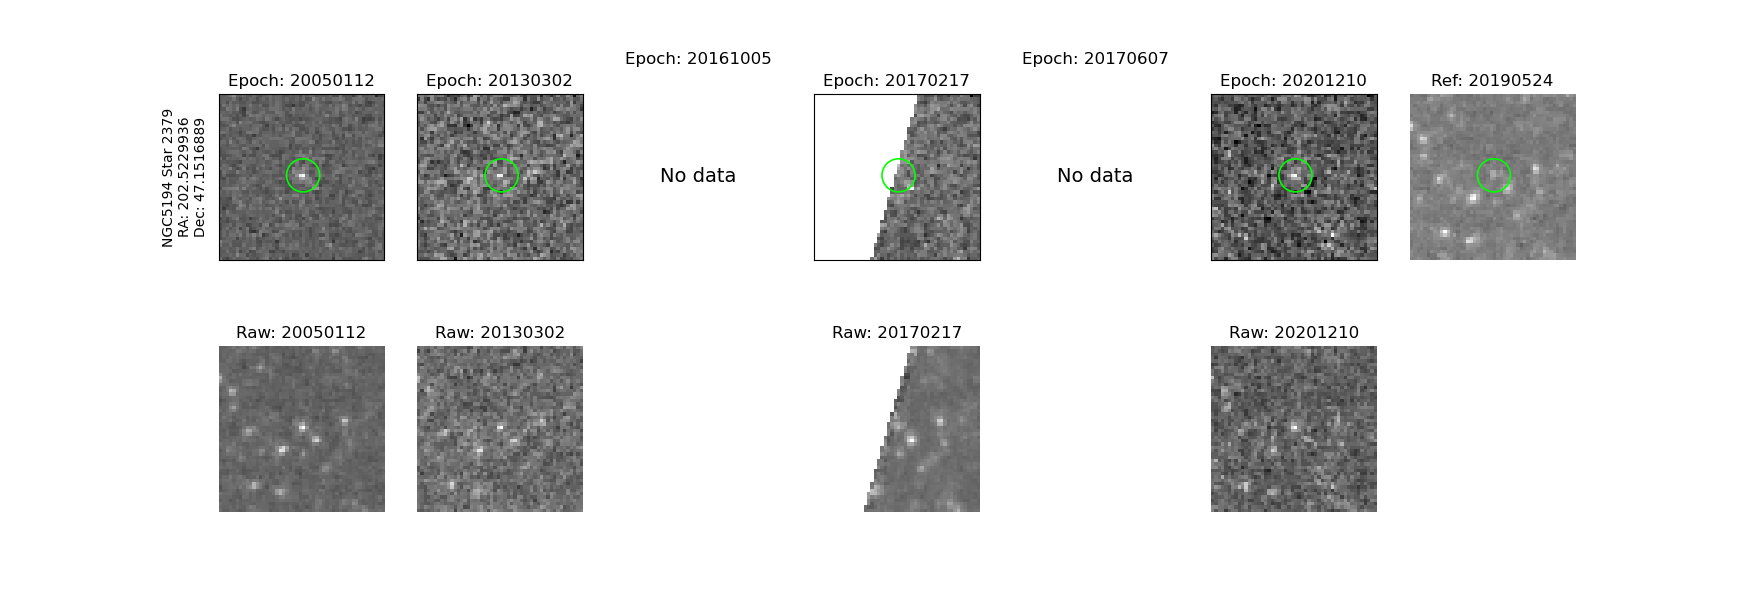 Epoch: 20161005
Epoch: 20170607
Epoch: 20050112
Epoch: 20130302
Epoch: 20170217
Epoch: 20201210
Ref: 20190524
NGC5194 Star 2379
RA: 202.5229936
Dec: 47.1516889
No data
No data
Raw: 20050112
Raw: 20130302
Raw: 20170217
Raw: 20201210